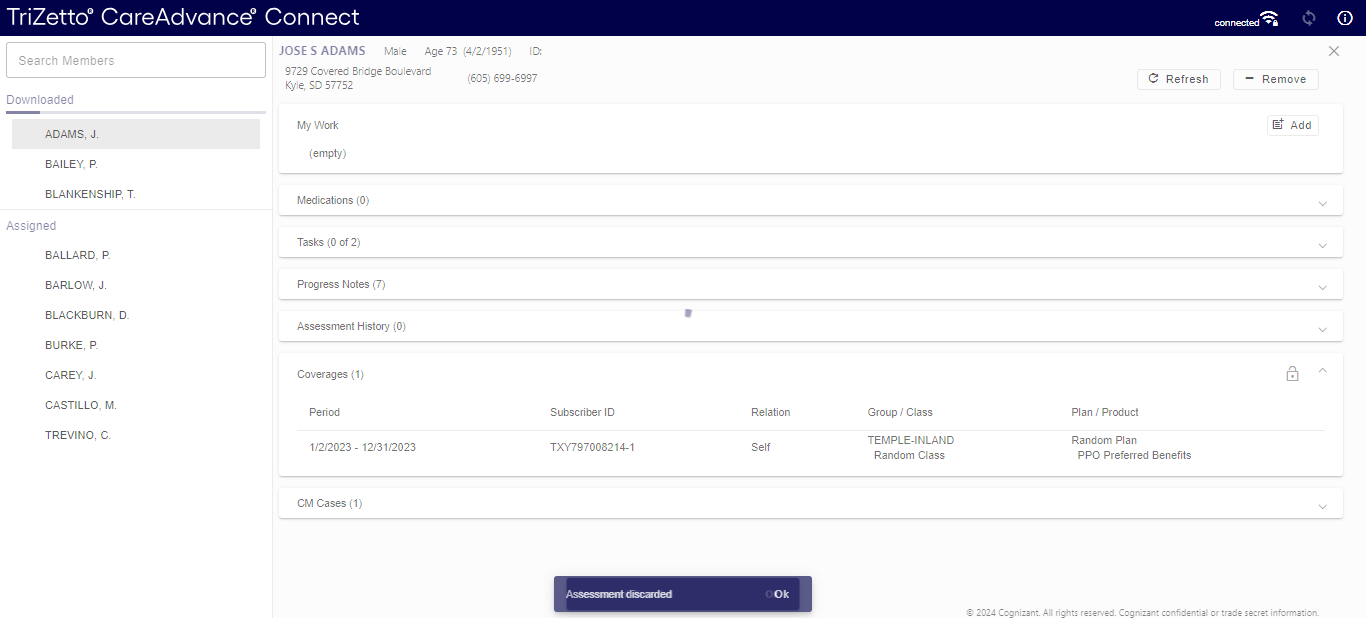 TriZetto® CareAdvance® Connect
connected
Search Members
Downloaded
ADAMS, J.
BAILEY, P.
BLANKENSHIP, T.
Assigned
BALLARD, P.
BARLOW, J.
BLACKBURN, D.
BURKE, P.
CAREY, J.
CASTILLO, M.
TREVINO, C.
JOSE S ADAMS Male Age 73 (4/2/1951) ID:
9729 Covered Bridge Boulevard
Kyle, SD 57752
(605) 699-6997
Refresh
Remove
My Work
Add
(empty)
Medications (0)
Tasks (0 of 2)
Progress Notes (7)
Assessment History (0)
Coverages (1)
Period Subscriber ID Relation Group / Class Plan / Product
1/2/2023 - 12/31/2023 TXY797008214-1 Self TEMPLE-INLAND Random Plan
Random Class PPO Preferred Benefits
CM Cases (1)
Assessment discarded Ok
© 2024 Cognizant. All rights reserved. Cognizant confidential or trade secret information.